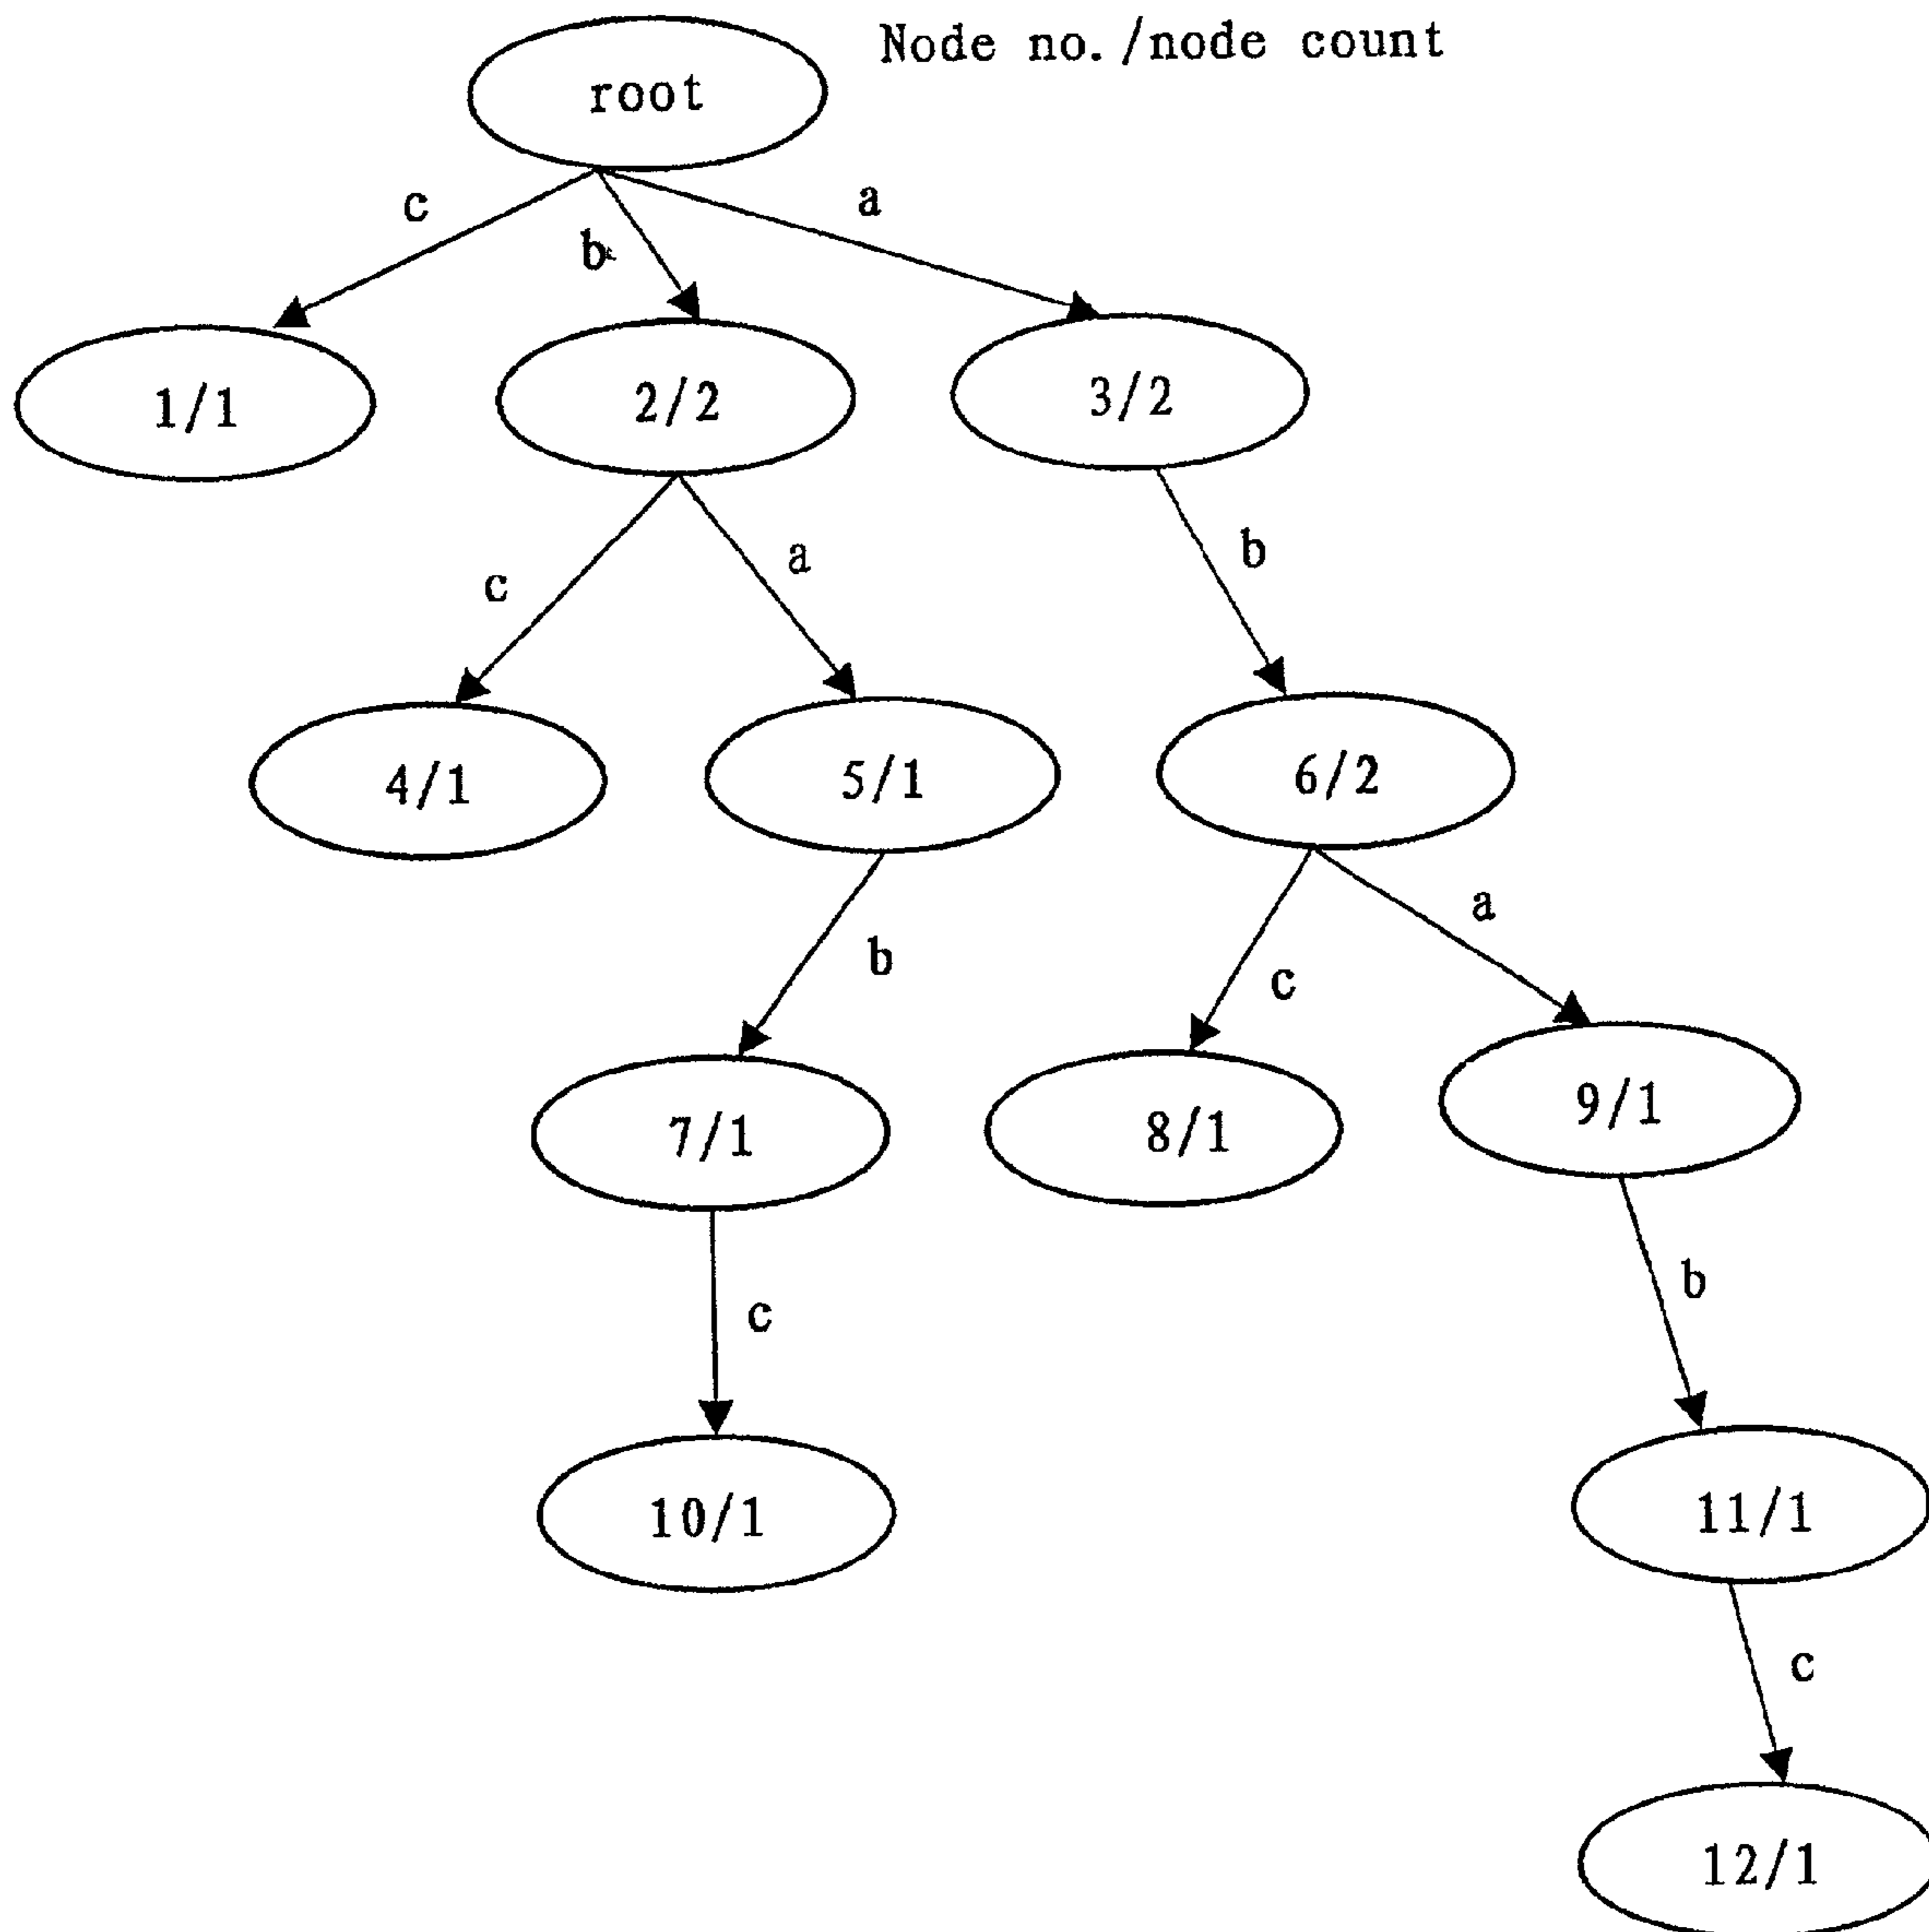 Node no./node count
root
c
b
a
1/1
2/2
3/2
c
a
b
4/1
5/1
6/2
b
c
a
7/1
8/1
9/1
c
b
10/1
11/1
c
12/1